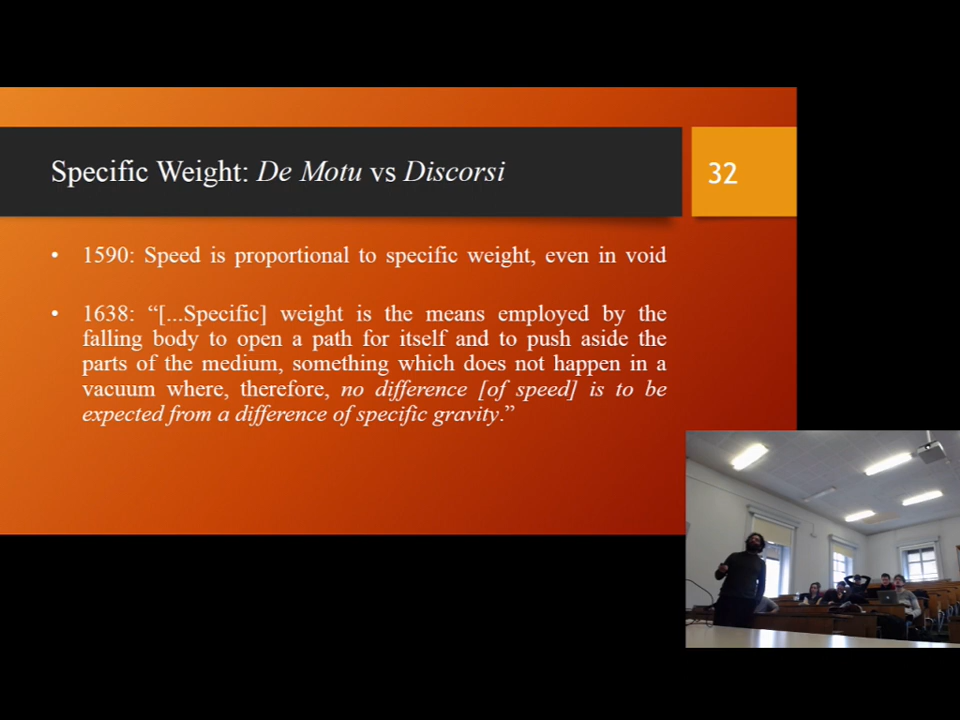 Specific Weight: De Motu vs Discorsi
32
• 1590: Speed is proportional to specific weight, even in void
• 1638: “[...Specific] weight is the means employed by the
falling body to open a path for itself and to push aside the
parts of the medium, something which does not happen in a
vacuum where, therefore, no difference [of speed] is to be
expected from a difference of specific gravity.”